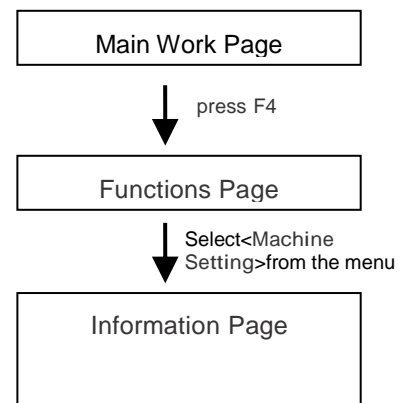 Main Work Page
press F4
Functions Page
Select<Machine
Setting>from the menu
Information Page